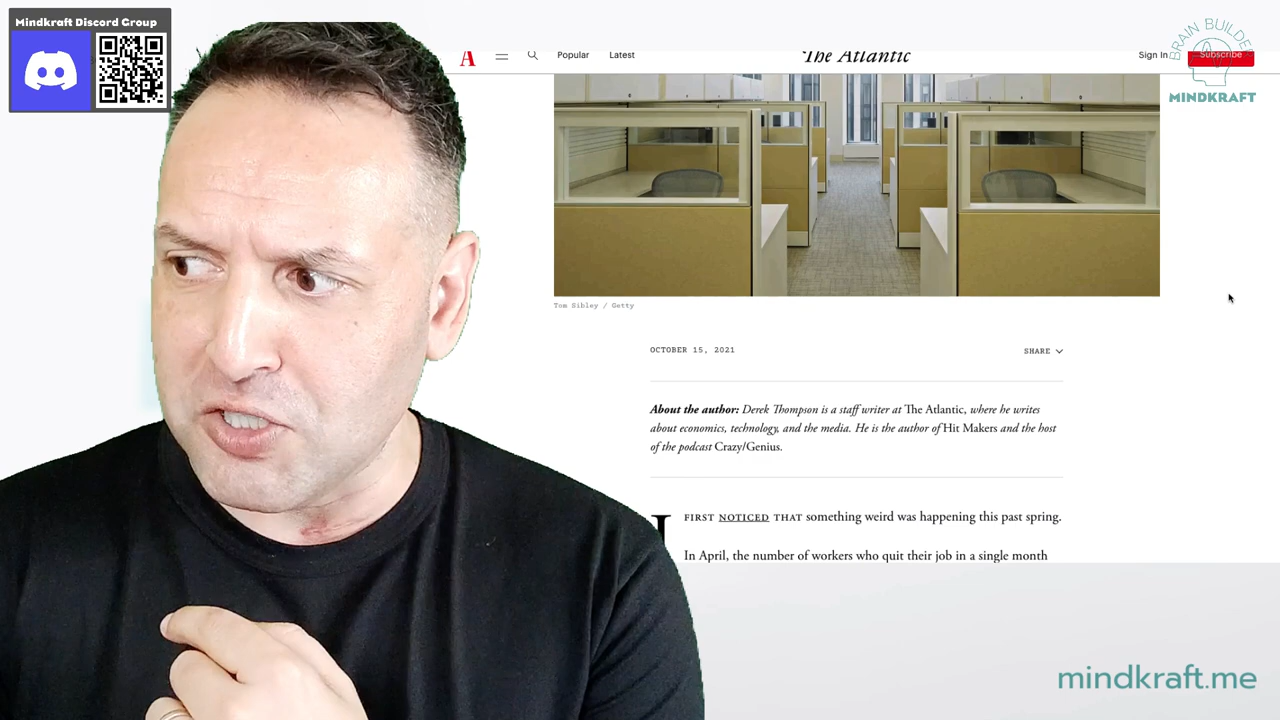 Mindkraft Discord Group
A
Popular
Latest
The Atlantic
Sign In
Subscribe
BRAIN BUILDER
MINDKRAFT
Tom Sibley / Getty
OCTOBER 15, 2021
SHARE
About the author: Derek Thompson is a staff writer at The Atlantic, where he writes
about economics, technology, and the media. He is the author of Hit Makers and the host
of the podcast Crazy/Genius.
I FIRST NOTICED THAT something weird was happening this past spring.
In April, the number of workers who quit their job in a single month
mindkraft.me